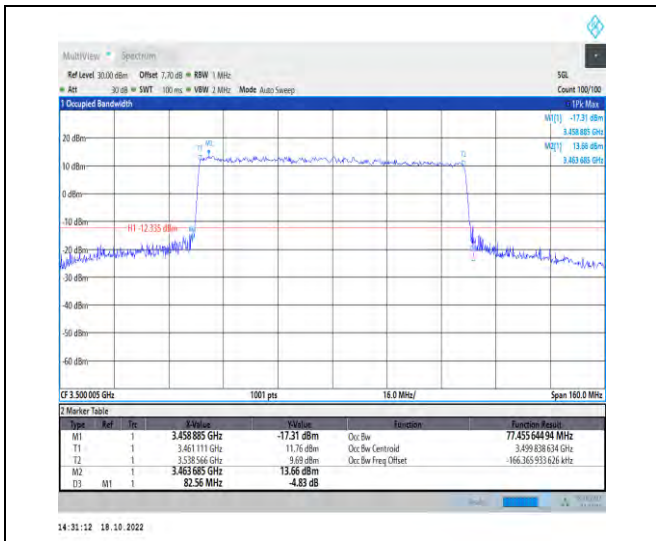 MultiView Spectrum
Ref Level 30.00 dBm Offset 7.70 dB RBW 1 MHz SGL
Att 30 dB SWT 100 ms VBW 2 MHz Mode Auto Sweep Count 100/100
1 Occupied Bandwidth 1Pk Max
M1[1] -17.31 dBm
3.458 885 GHz
M2[1] 13.66 dBm
3.463 685 GHz
20 dBm
M2
T1 T2
10 dBm
0 dBm
-10 dBm
H1 -12.335 dBm
-20 dBm
-30 dBm
-40 dBm
-50 dBm
-60 dBm
CF 3.500 005 GHz 1001 pts 16.0 MHz/ Span 160.0 MHz
2 Marker Table
Type Ref Trc X-Value Y-Value Function Function Result
M1 1 3.458 885 GHz -17.31 dBm Occ Bw 77.455 644 94 MHz
T1 1 3.461 111 GHz 11.76 dBm Occ Bw Centroid 3.499 838 634 GHz
T2 1 3.538 566 GHz 9.69 dBm Occ Bw Freq Offset -166.365 933 626 kHz
M2 1 3.463 685 GHz 13.66 dBm
D3 M1 1 82.56 MHz -4.83 dB
14:31:12 18.10.2022